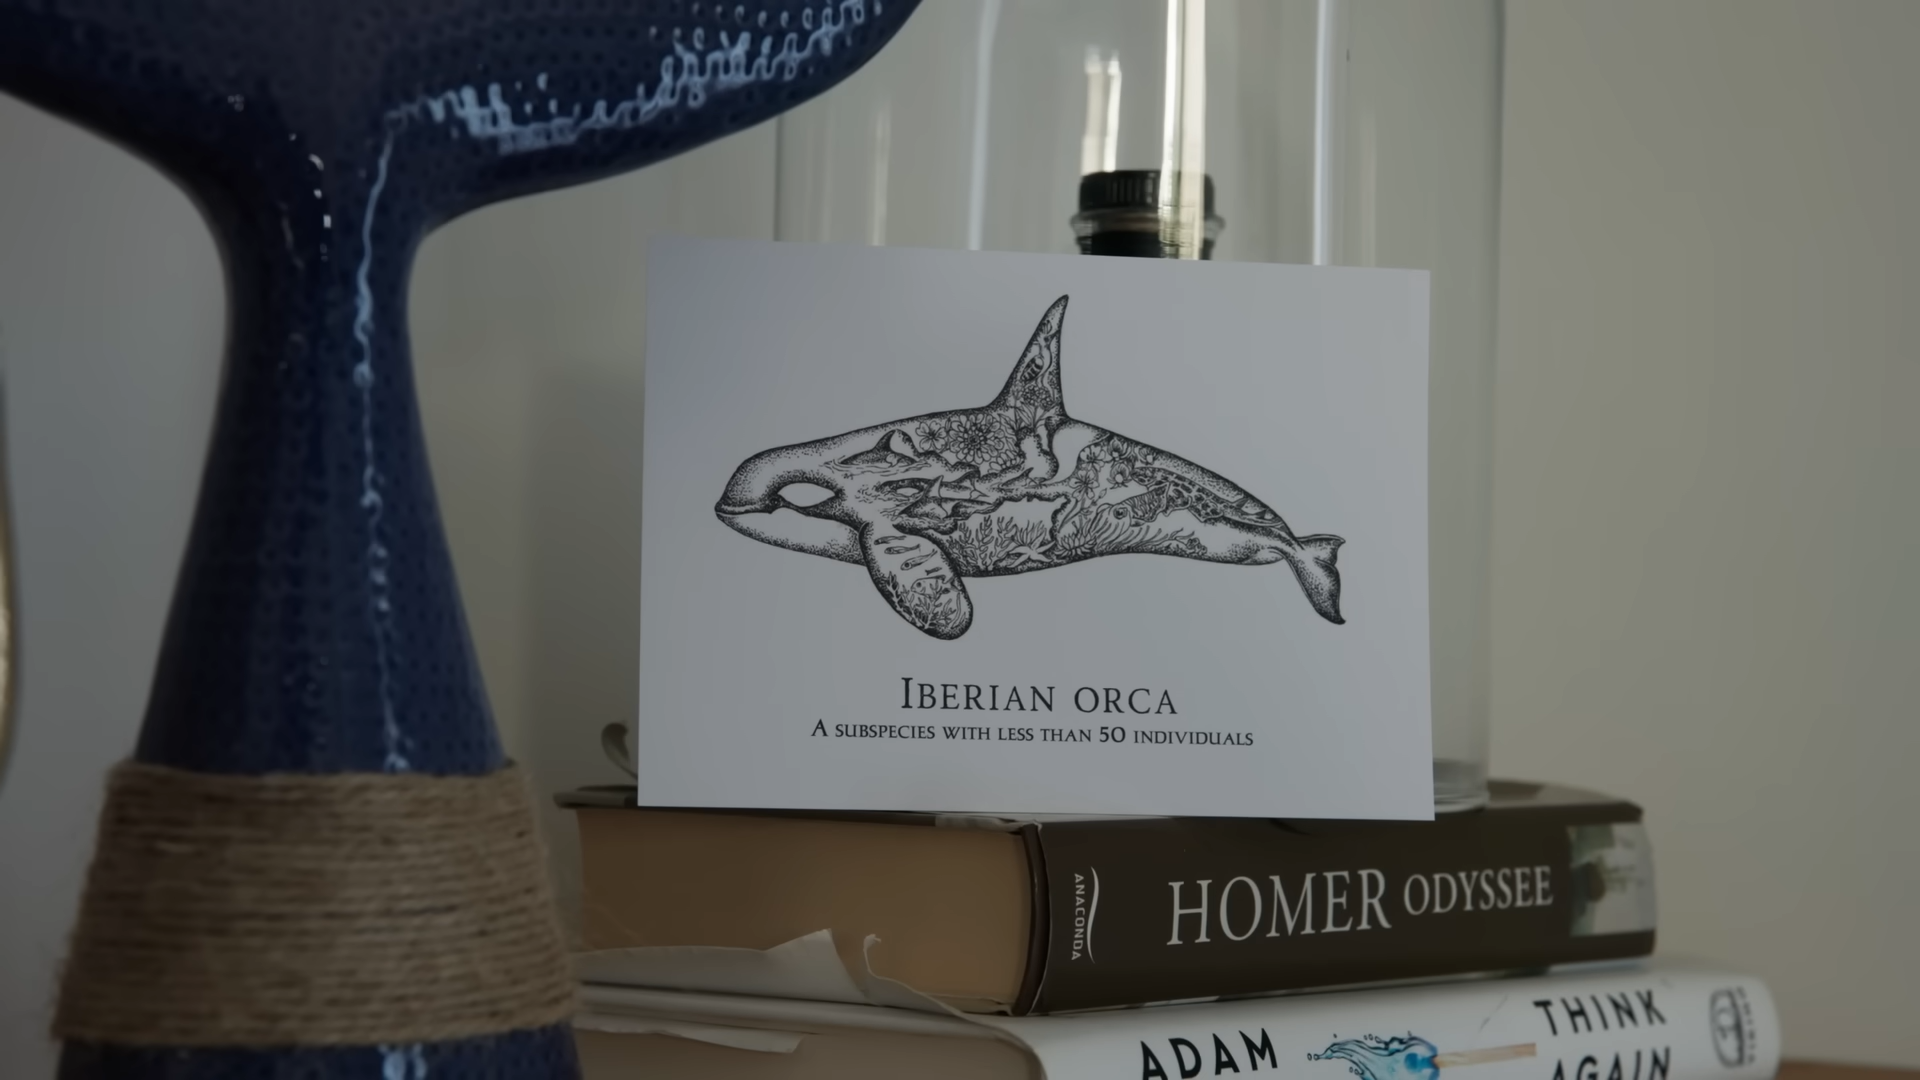 IBERIAN ORCA
A SUBSPECIES WITH LESS THAN 50 INDIVIDUALS
ANACONDA
HOMER ODYSSEE
ADAM
THINK
AGAIN